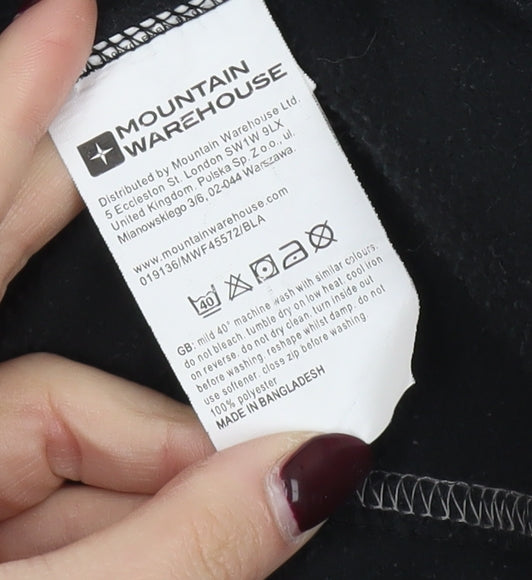 MOUNTAIN
WAREHOUSE
Distributed by Mountain Warehouse Ltd.
5 Eccleston St. London SW1W 9LX
United Kingdom, Polska Sp. Z.o.o., ul.
Mianowskiego 3/6, 02-044 Warszawa.
www.mountainwarehouse.com
019136/MWF45572/BLA
40
GB: mild 40° machine wash with similar colours.
do not bleach. tumble dry on low heat. cool iron
on reverse. do not dry clean. turn inside out
before washing. reshape whilst damp. do not
use softener. close zip before washing
100% polyester
MADE IN BANGLADESH